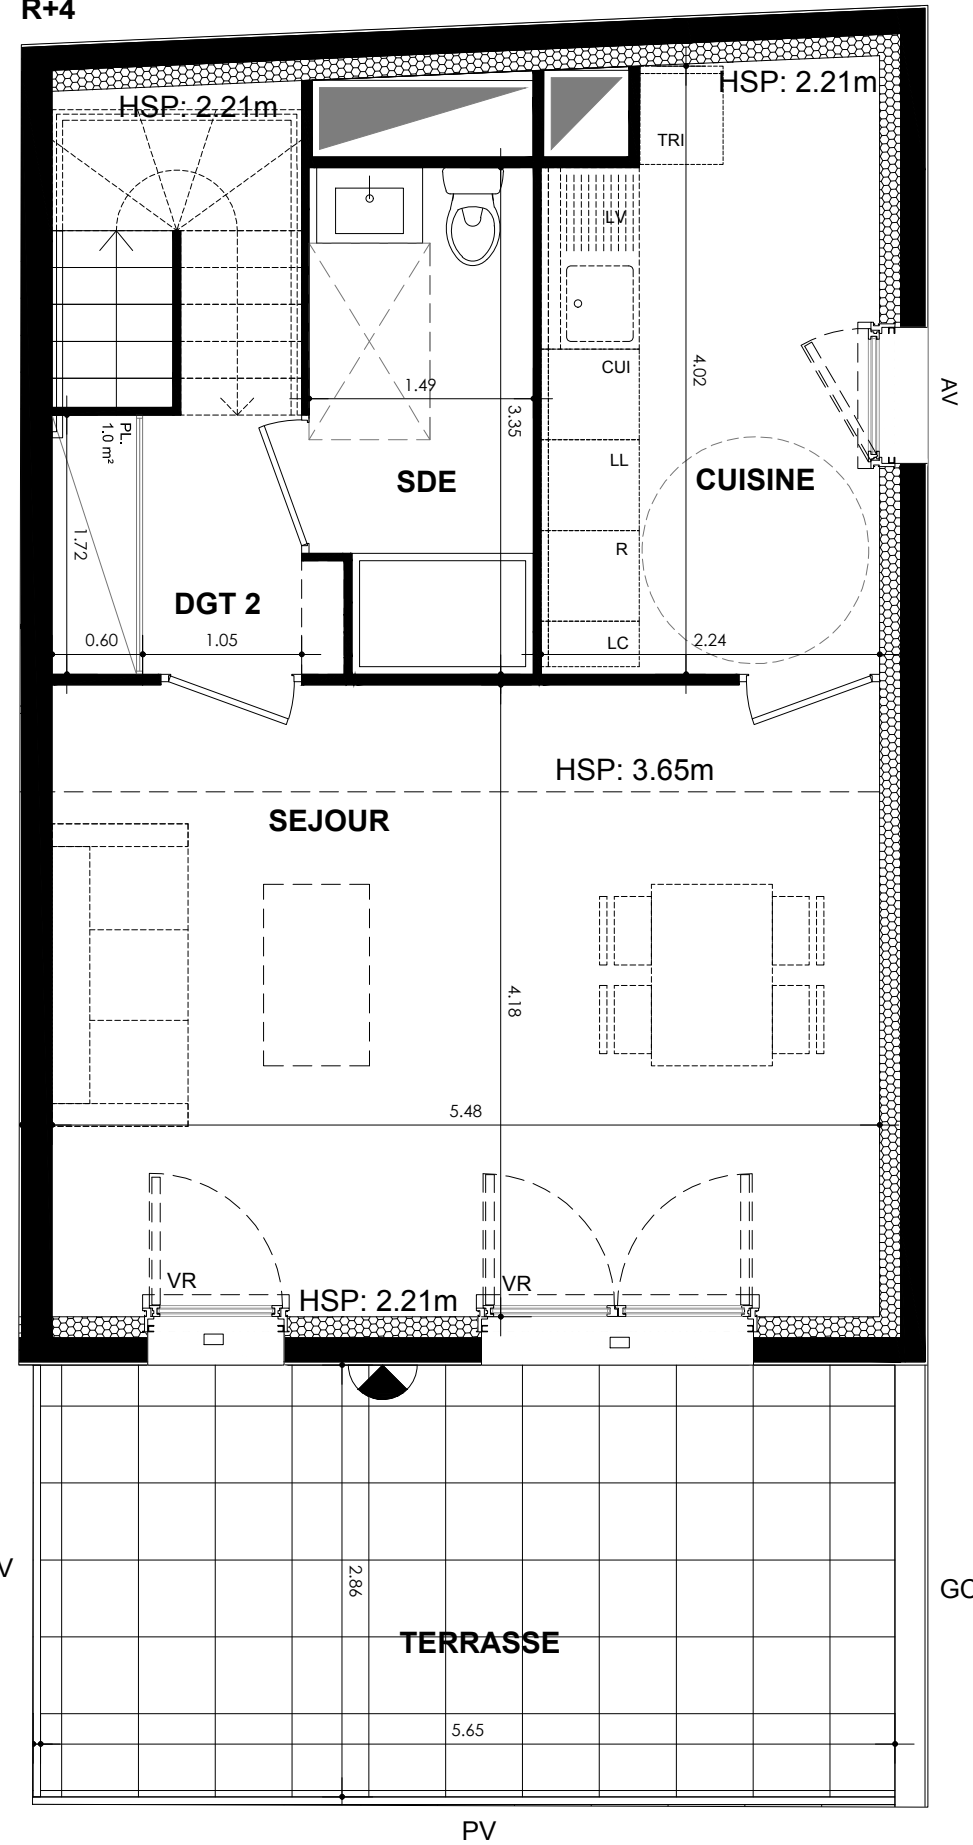 R+4
HSP: 2.21m
HSP: 2.21m
TRI
LV
CUI
4.02
AV
1.49
3.35
PL.
1.0 m²
SDE
CUISINE
LL
1.72
R
DGT 2
0.60
1.05
LC
2.24
HSP: 3.65m
SEJOUR
4.18
5.48
VR
VR
HSP: 2.21m
V
2.86
GC
TERRASSE
5.65
PV